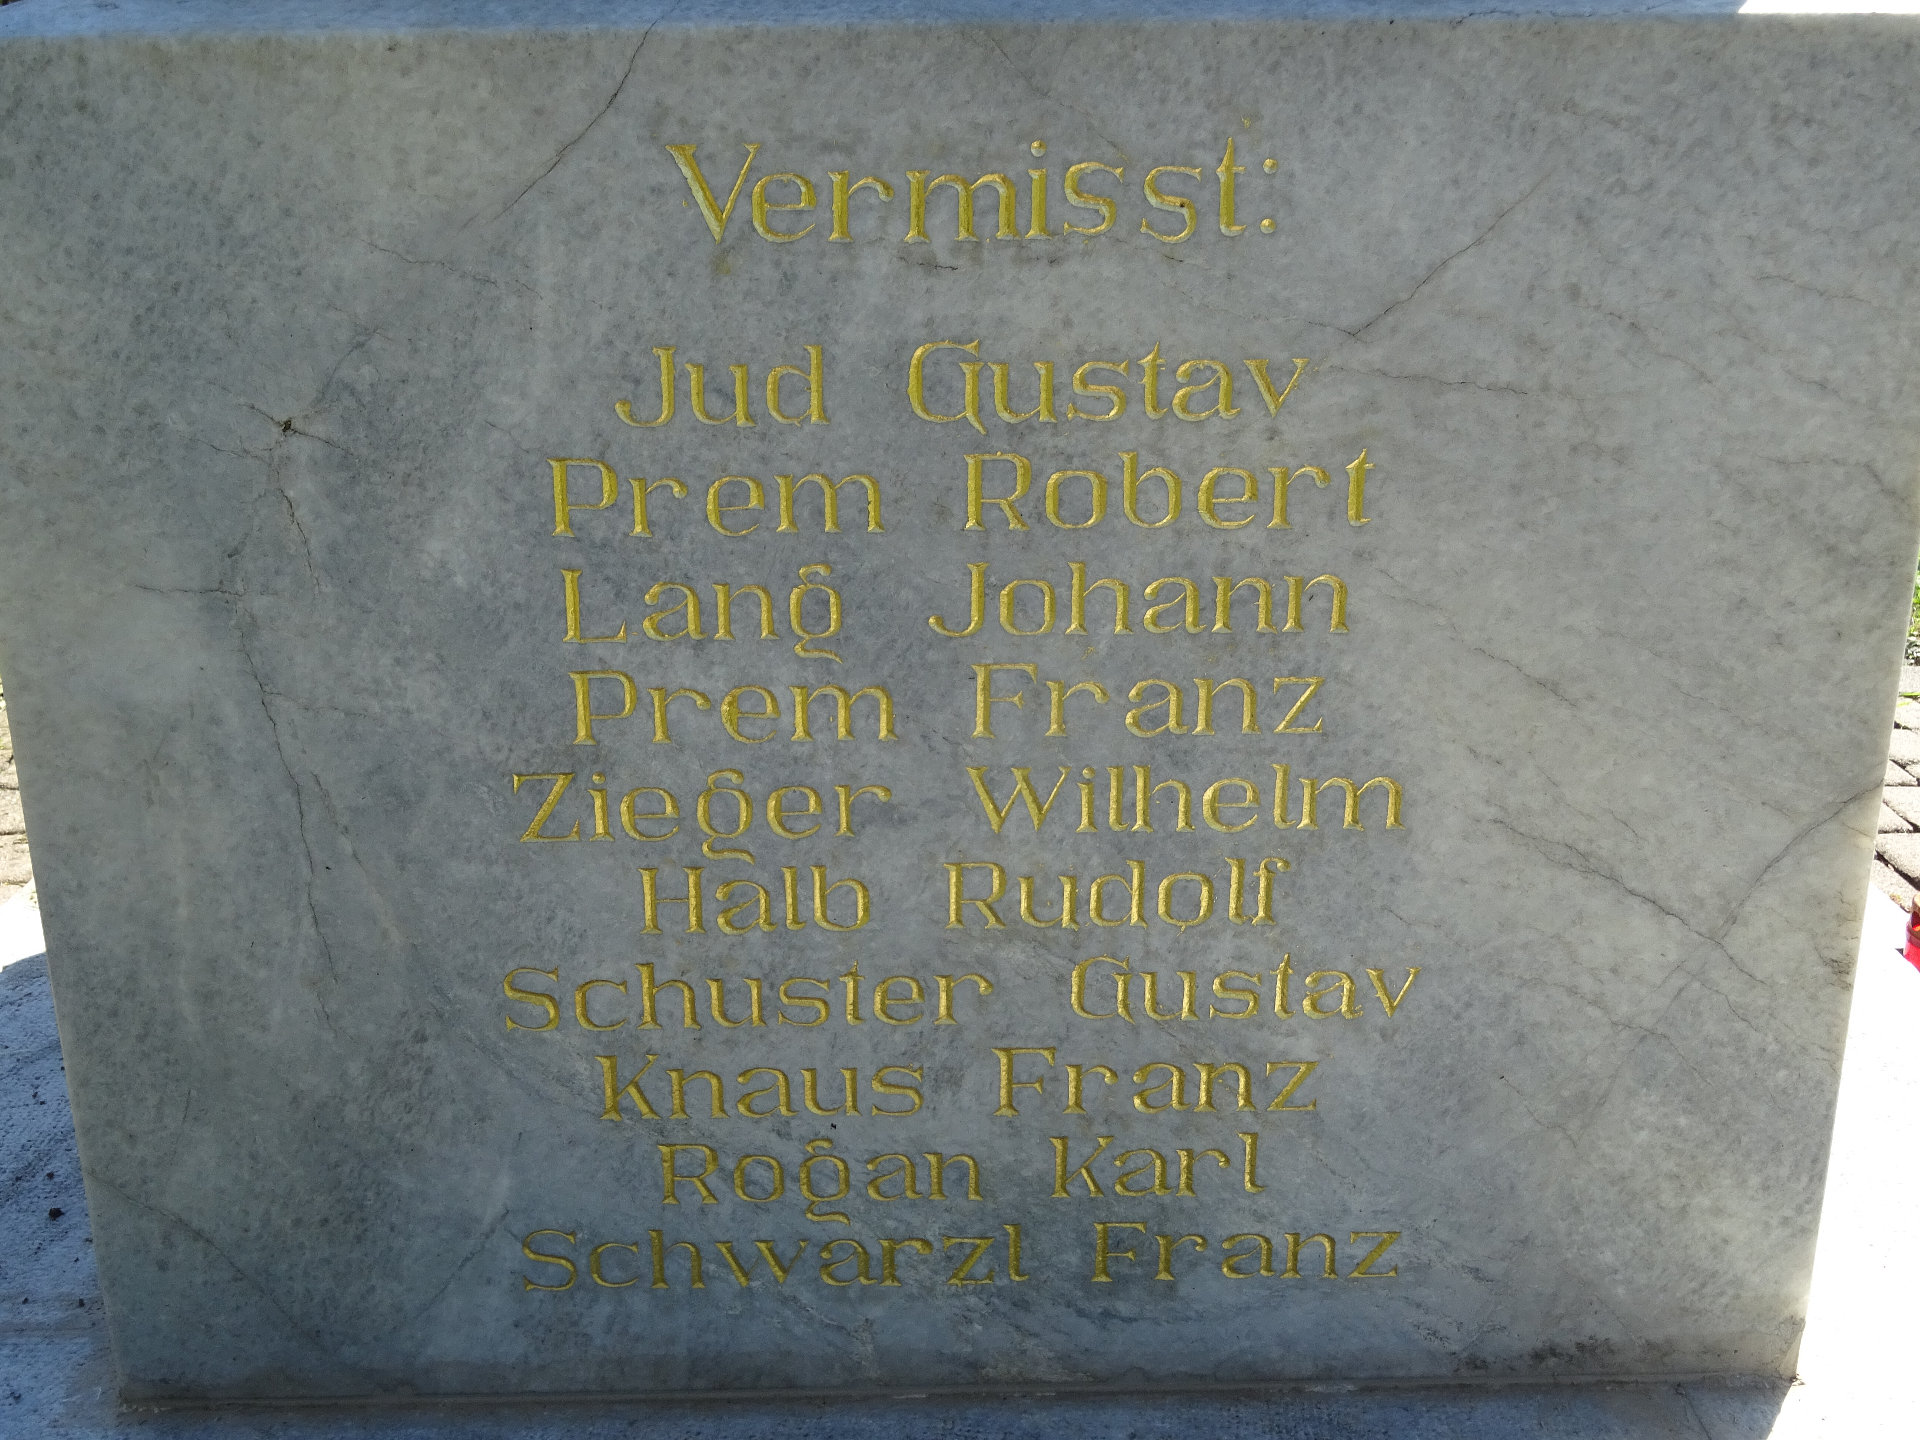 Vermisst:
Jud Gustav
Prem Robert
Lang Johann
Prem Franz
Zieger Wilhelm
Halb Rudolf
Schuster Gustav
Knaus Franz
Rogan Karl
Schwarzl Franz